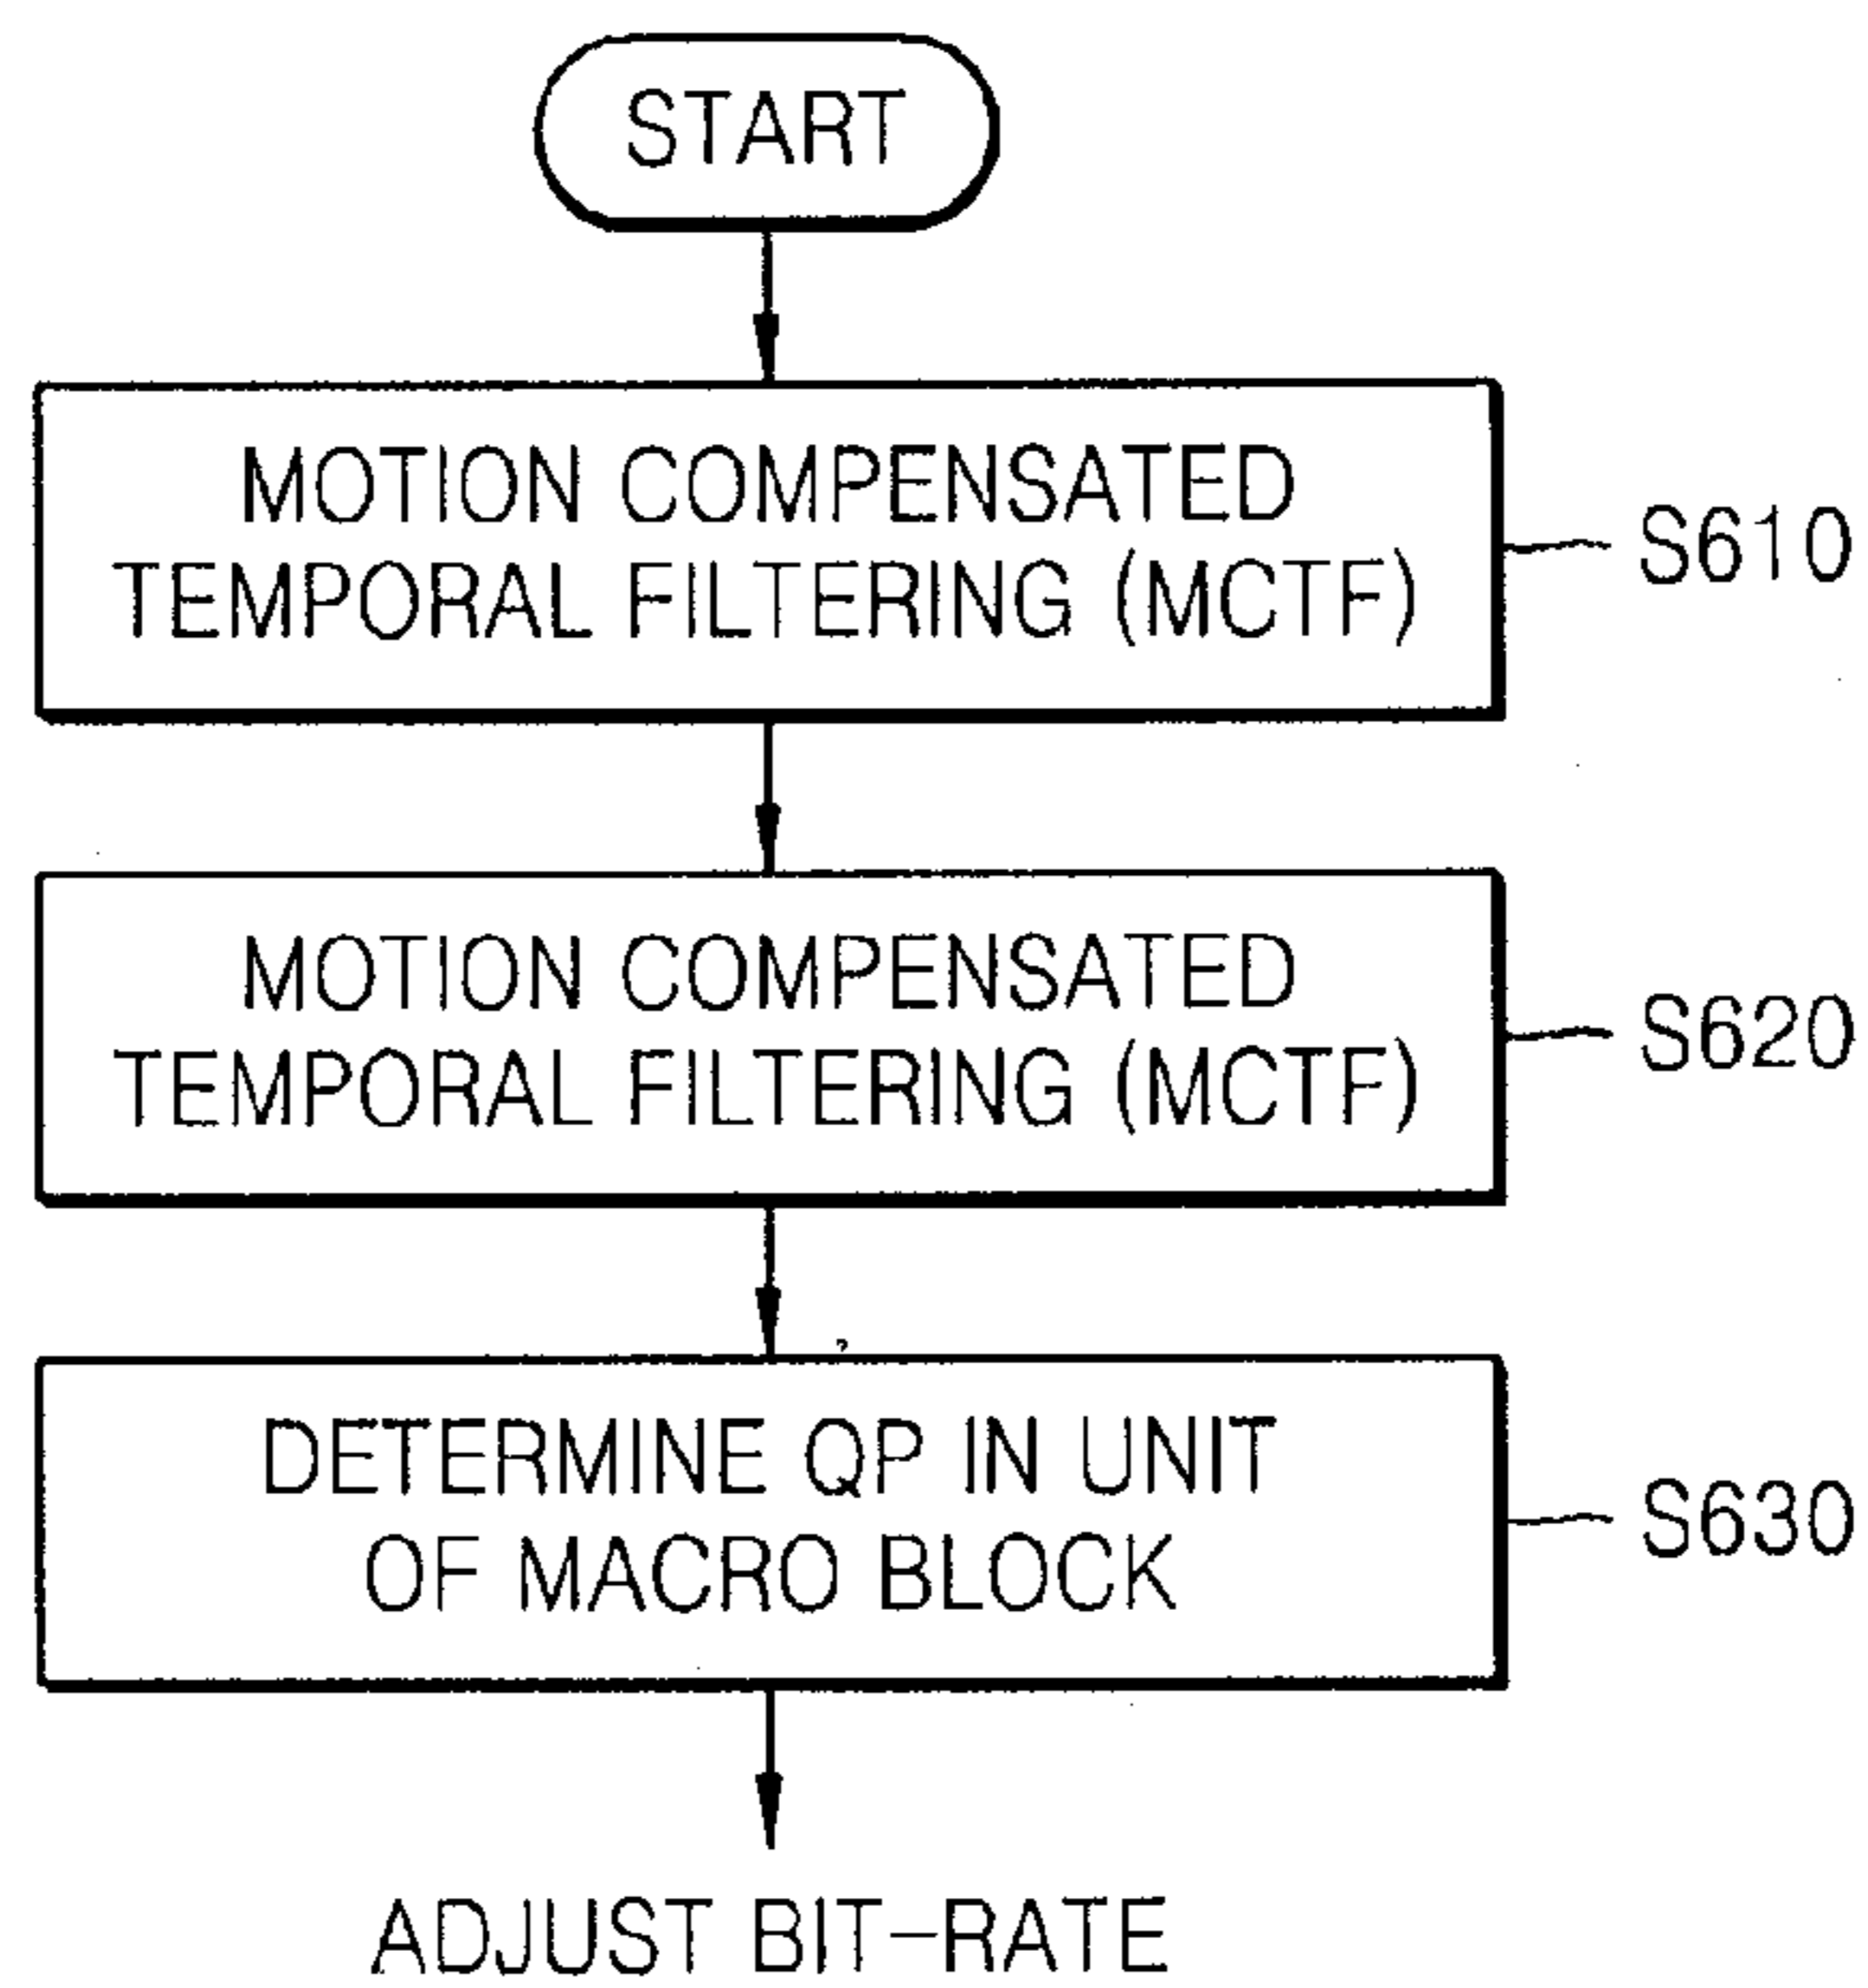 START
MOTION COMPENSATED
TEMPORAL FILTERING (MCTF)
S610
MOTION COMPENSATED
TEMPORAL FILTERING (MCTF)
S620
DETERMINE QP IN UNIT
OF MACRO BLOCK
S630
ADJUST BIT-RATE